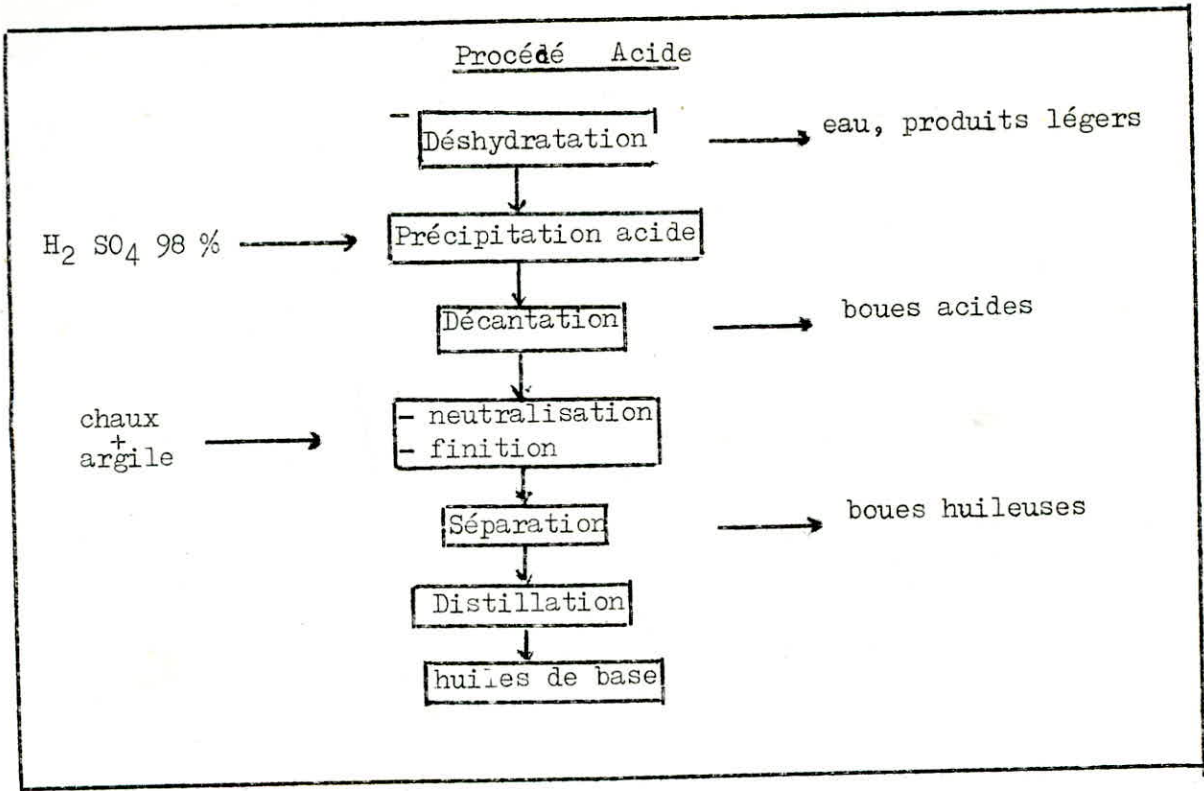 Procédé Acide
Déshydratation
eau, produits légers
H2 SO4 98 %
Précipitation acide
Décantation
boues acides
chaux
+
argile
- neutralisation
- finition
Séparation
boues huileuses
Distillation
huiles de base